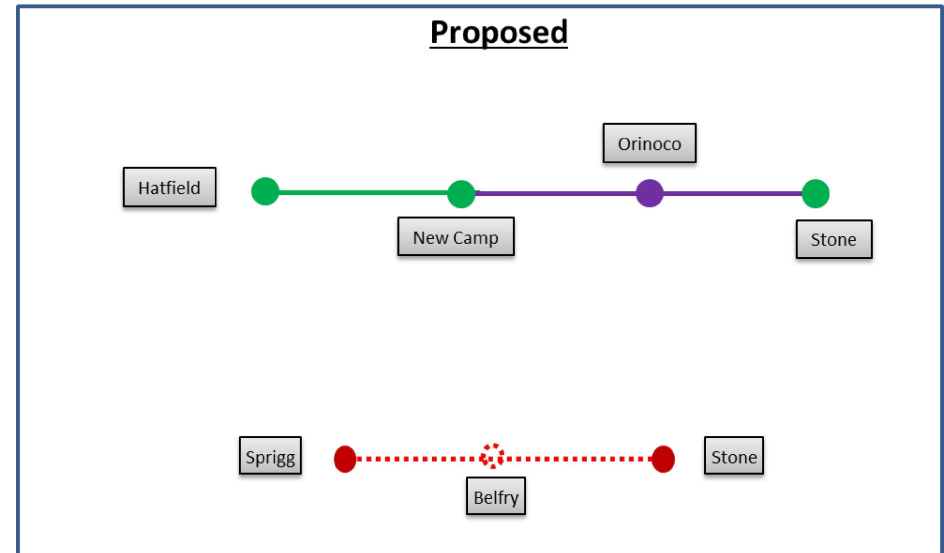 Proposed
Orinoco
Hatfield
New Camp
Stone
Sprigg
Stone
Belfry